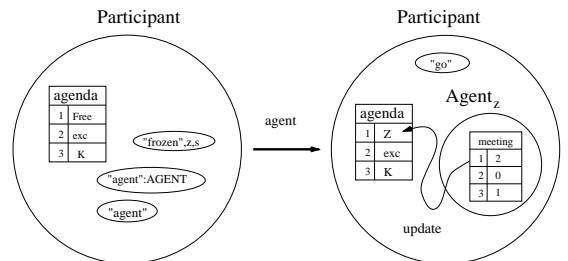 Participant
agenda
1 Free
2 exc
3 K
"frozen",z,s
"agent":AGENT
"agent"
agent
Participant
"go"
Agent z
agenda
1 Z
2 exc
3 K
meeting
1 2
2 0
3 1
update